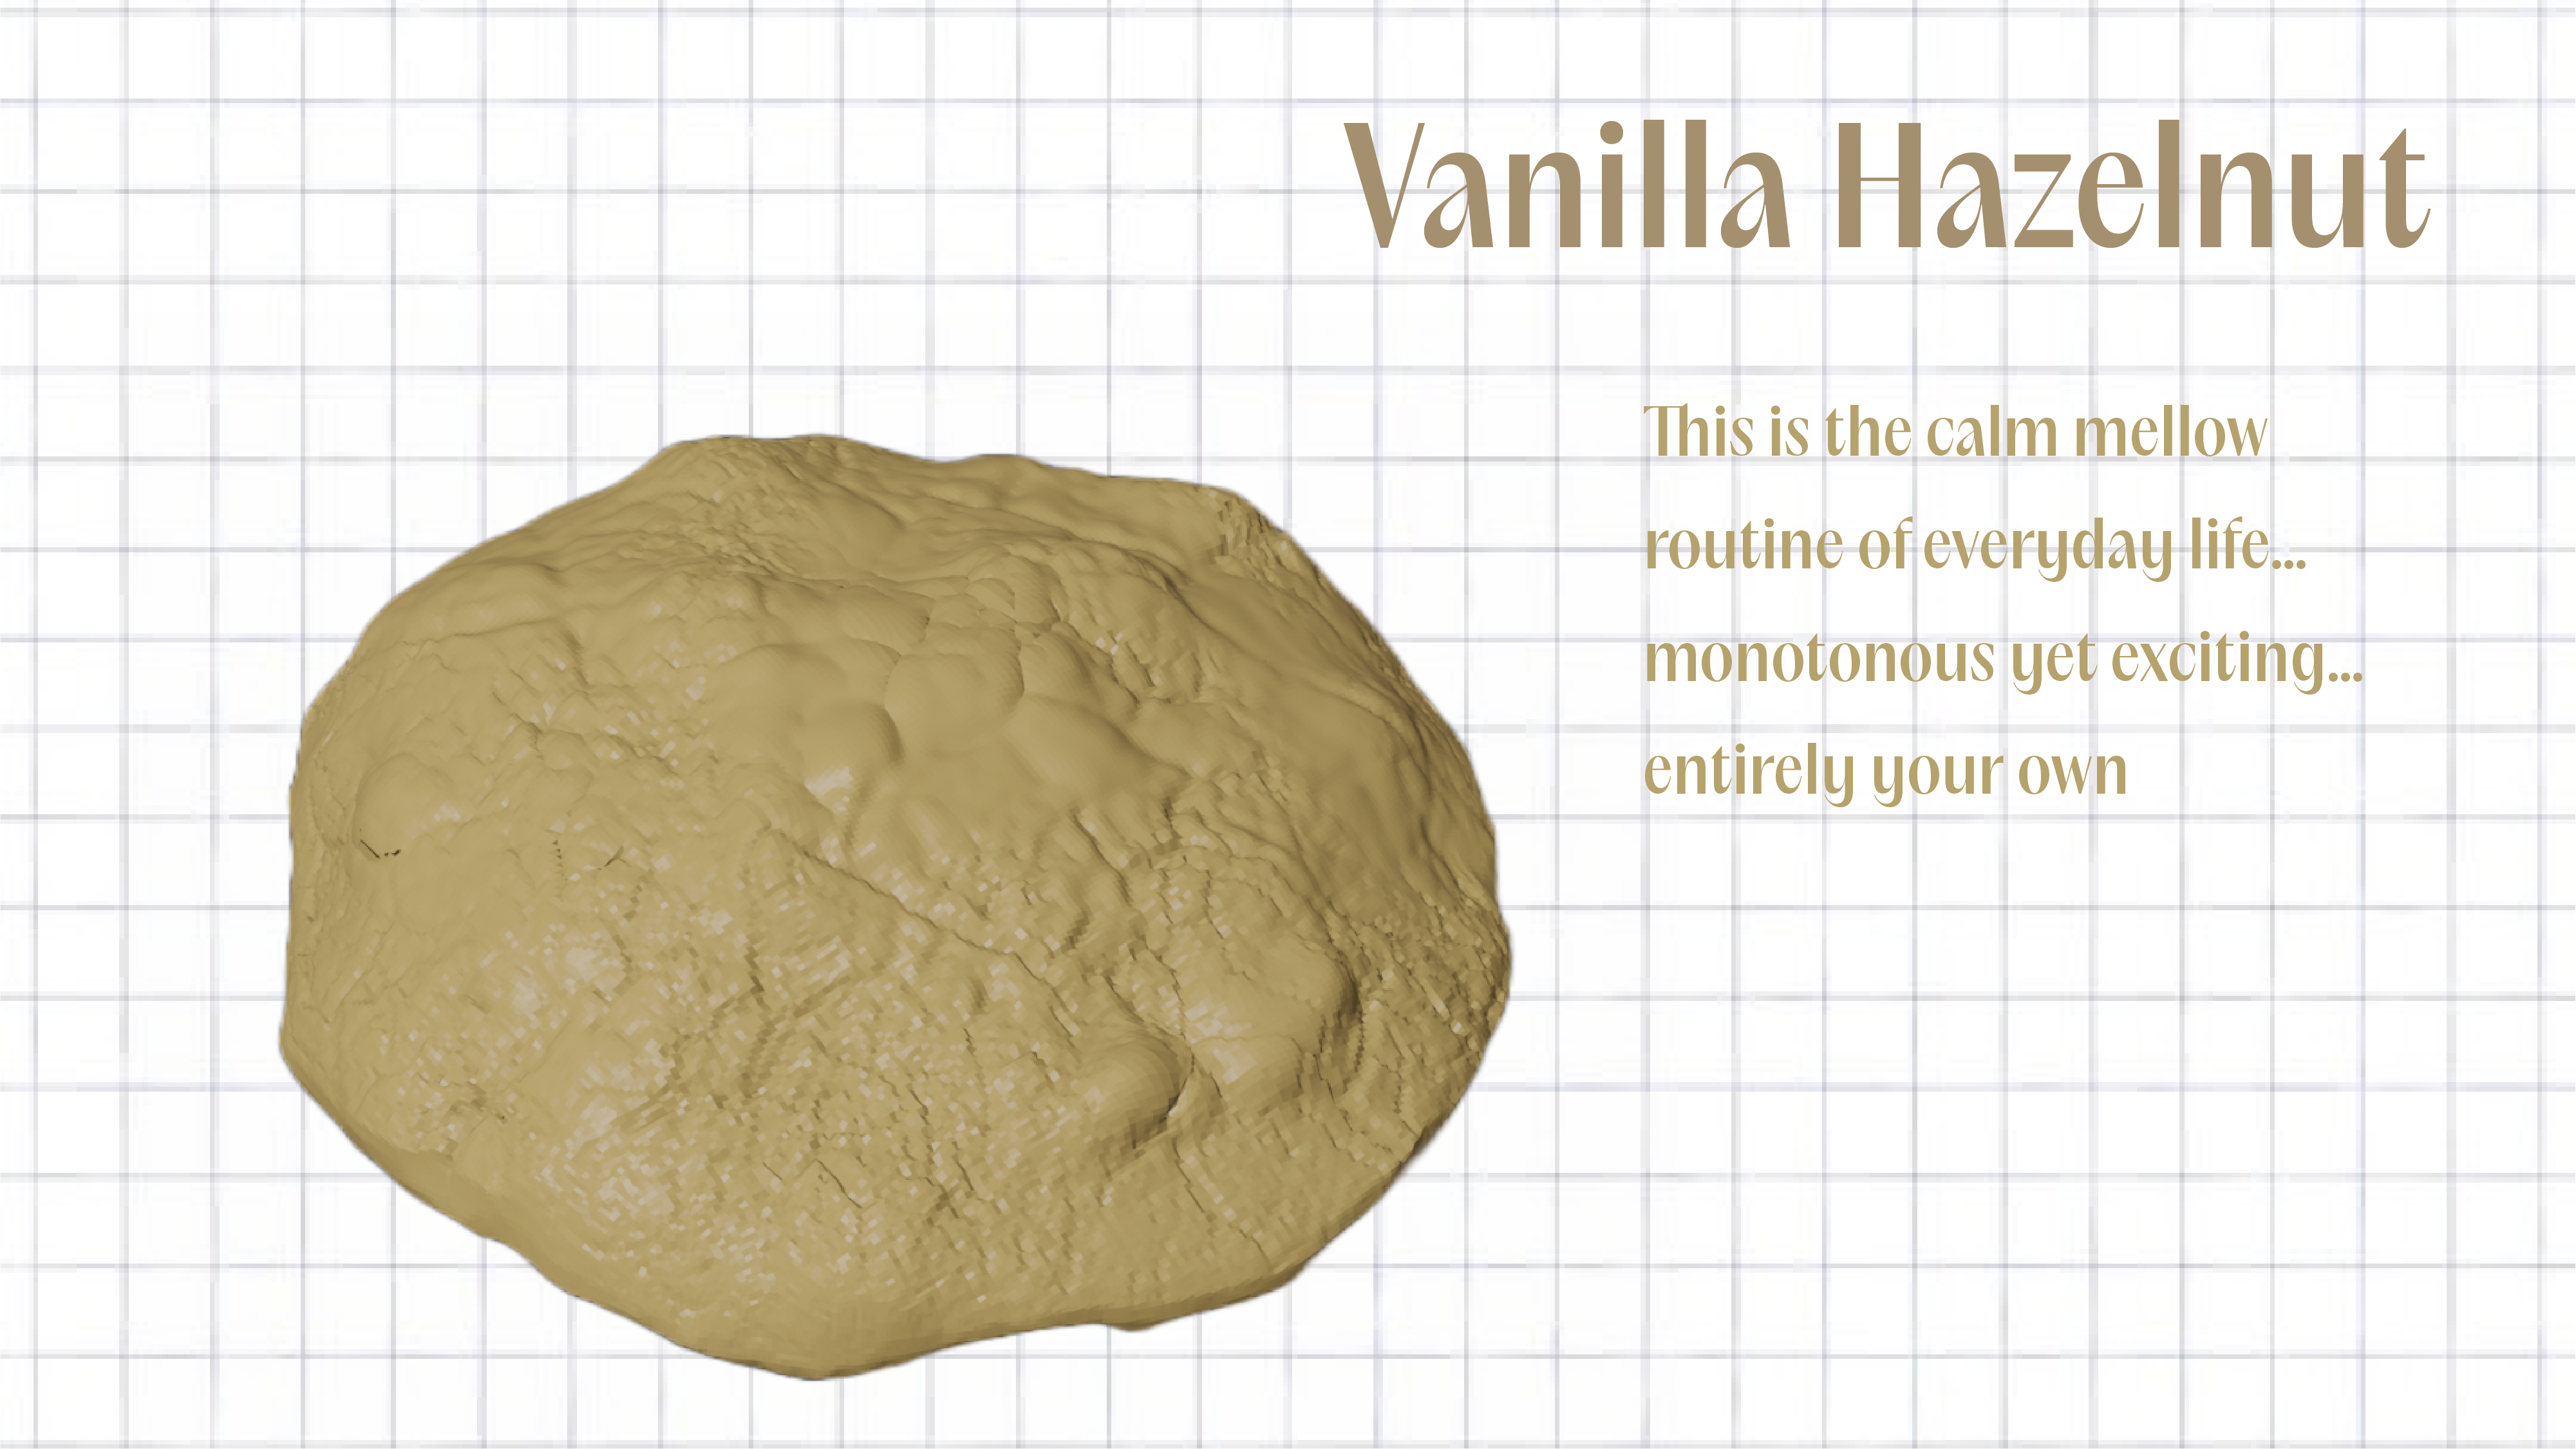 Vanilla Hazelnut
This is the calm mellow
routine of everyday life...
monotonous yet exciting...
entirely your own